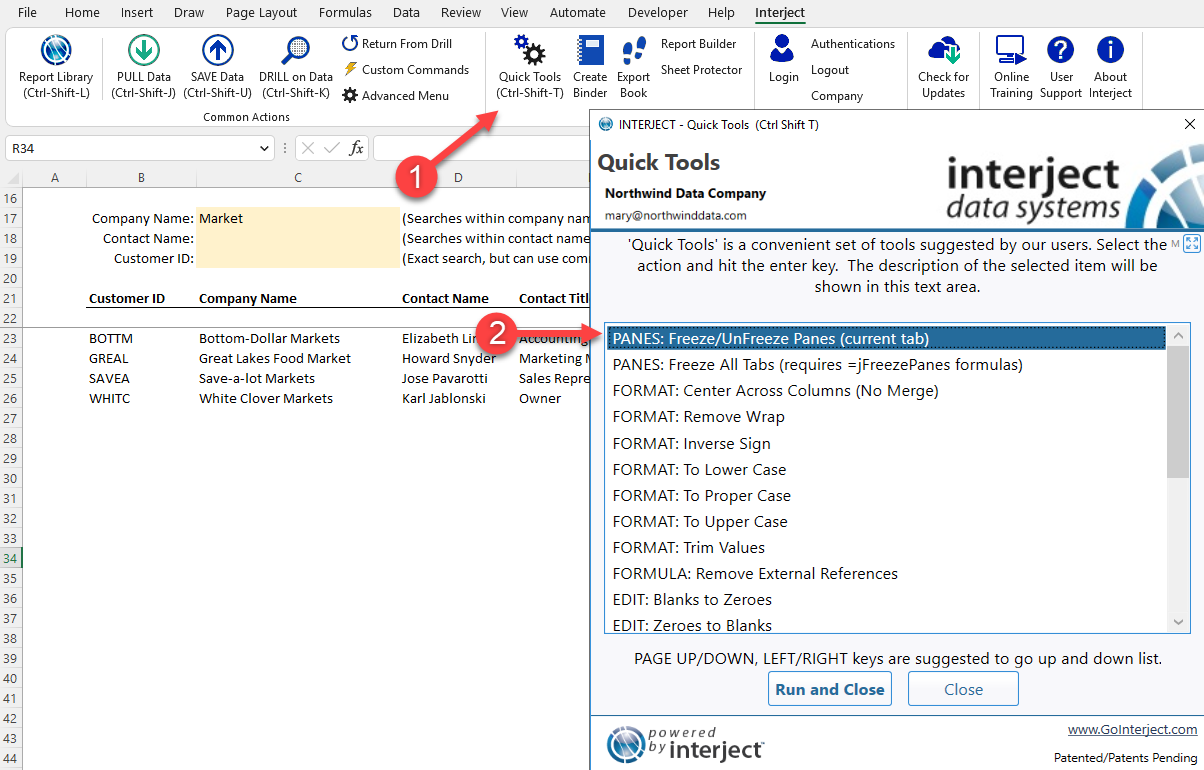 File Home Insert Draw Page Layout Formulas Data Review View Automate Developer Help Interject
Report Library
(Ctrl-Shift-L)
PULL Data
(Ctrl-Shift-J)
SAVE Data
(Ctrl-Shift-U)
DRILL on Data
(Ctrl-Shift-K)
Return From Drill
Custom Commands
Advanced Menu
Common Actions
Quick Tools
(Ctrl-Shift-T)
Create
Binder
Export
Book
Report Builder
Sheet Protector
Login
Authentications
Logout
Company
Check for
Updates
Online
Training
User
Support
About
Interject
R34
fx
A B C D
16
17 Company Name: Market (Searches within company nam
18 Contact Name: (Searches within contact name
19 Customer ID: (Exact search, but can use com
20
21 Customer ID Company Name Contact Name Contact Titl
22
23 BOTTM Bottom-Dollar Markets Elizabeth Lin Accounting
24 GREAL Great Lakes Food Market Howard Snyder Marketing M
25 SAVEA Save-a-lot Markets Jose Pavarotti Sales Repre
26 WHITC White Clover Markets Karl Jablonski Owner
27
28
29
30
31
32
33
34
35
36
37
38
39
40
41
42
43
44
1
2
INTERJECT - Quick Tools (Ctrl Shift T)
Quick Tools
Northwind Data Company
mary@northwinddata.com
interject
data systems
'Quick Tools' is a convenient set of tools suggested by our users. Select the M
action and hit the enter key. The description of the selected item will be
shown in this text area.
PANES: Freeze/UnFreeze Panes (current tab)
PANES: Freeze All Tabs (requires =jFreezePanes formulas)
FORMAT: Center Across Columns (No Merge)
FORMAT: Remove Wrap
FORMAT: Inverse Sign
FORMAT: To Lower Case
FORMAT: To Proper Case
FORMAT: To Upper Case
FORMAT: Trim Values
FORMULA: Remove External References
EDIT: Blanks to Zeroes
EDIT: Zeroes to Blanks
PAGE UP/DOWN, LEFT/RIGHT keys are suggested to go up and down list.
Run and Close Close
powered
by interject™
www.GoInterject.com
Patented/Patents Pending